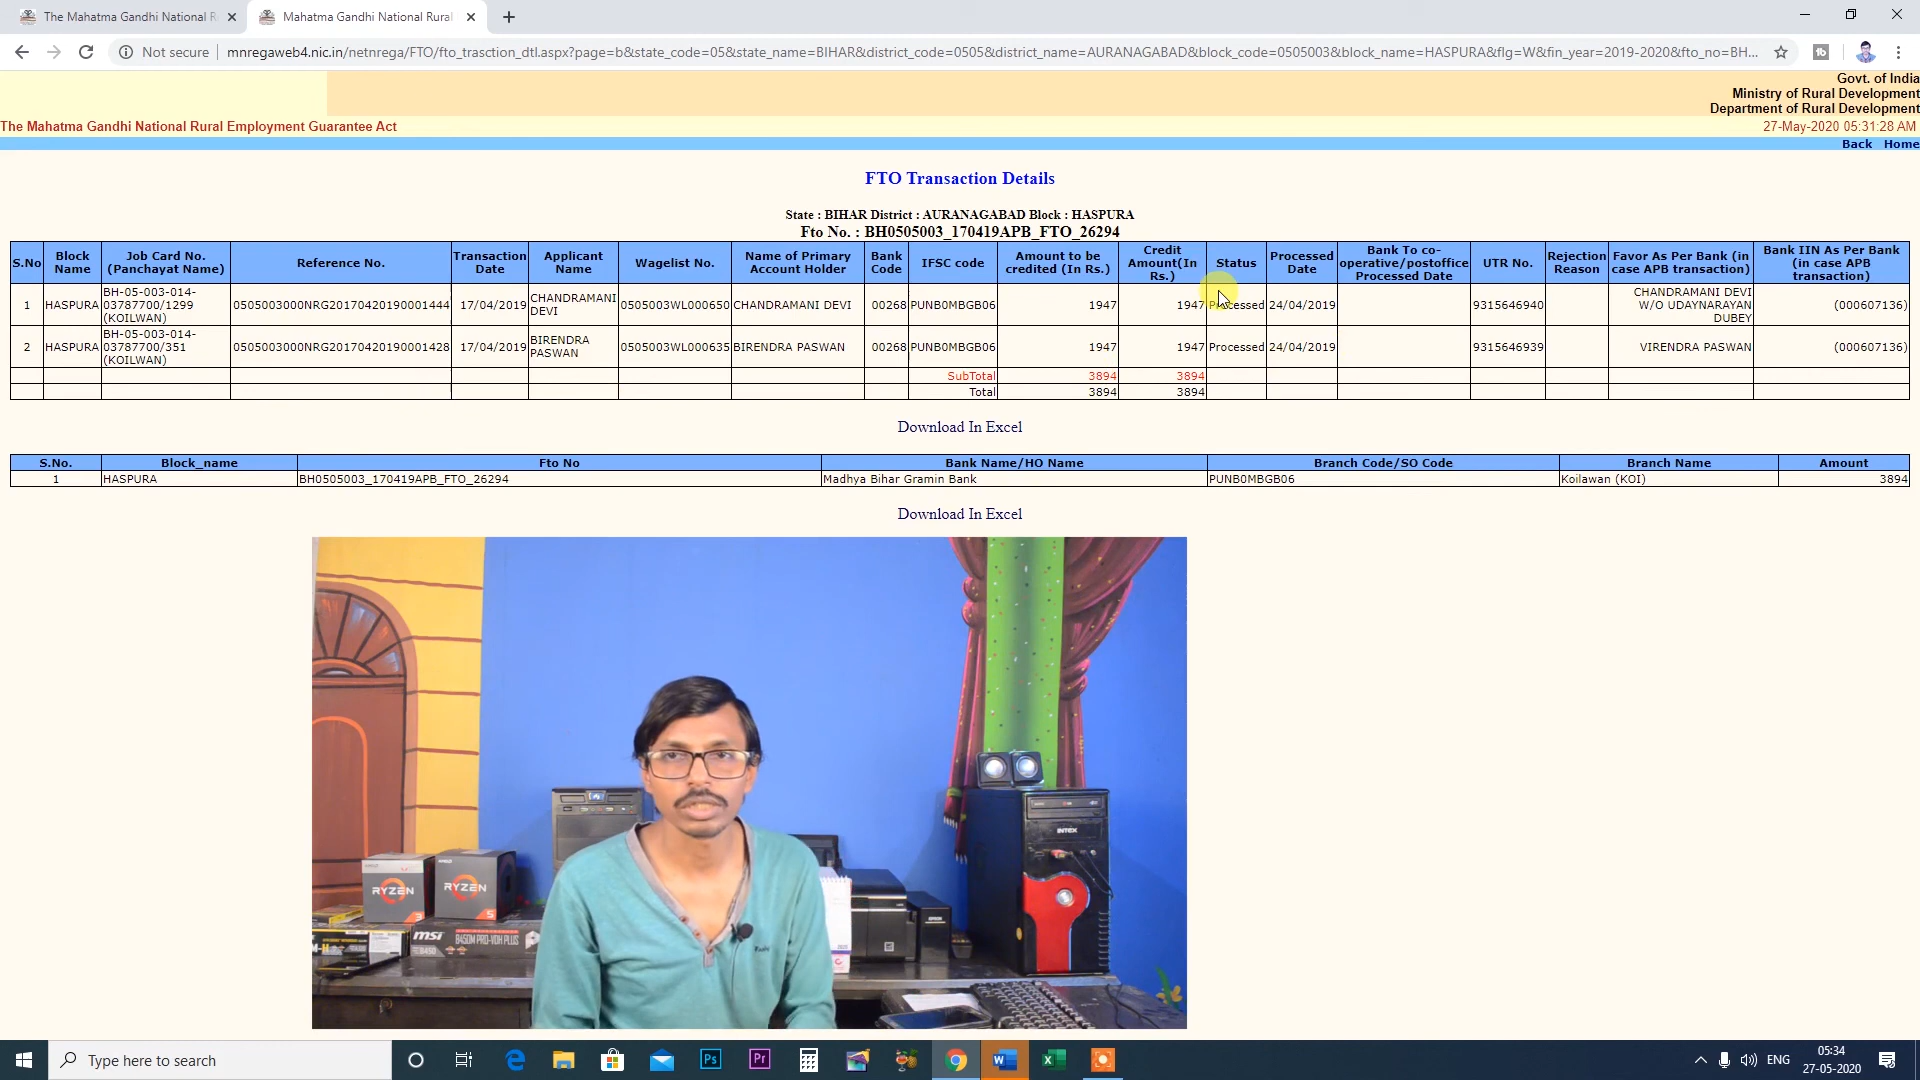 The Mahatma Gandhi National R
Mahatma Gandhi National Rural
Not secure
mnregaweb4.nic.in/netnrega/FTO/fto_trasction_dtl.aspx?page=b&state_code=05&state_name=BIHAR&district_code=0505&district_name=AURANAGABAD&block_code=0505003&block_name=HASPURA&flg=W&fin_year=2019-2020&fto_no=BH...
Govt. of India
Ministry of Rural Development
Department of Rural Development
The Mahatma Gandhi National Rural Employment Guarantee Act
27-May-2020 05:31:28 AM
Back Home
FTO Transaction Details
State : BIHAR District : AURANAGABAD Block : HASPURA
Fto No. : BH0505003_170419APB_FTO_26294
S.No Block Name Job Card No. (Panchayat Name) Reference No. Transaction Date Applicant Name Wagelist No. Name of Primary Account Holder Bank Code IFSC code Amount to be credited (In Rs.) Credit Amount(In Rs.) Status Processed Date Bank To co-operative/postoffice Processed Date UTR No. Rejection Reason Favor As Per Bank (in case APB transaction) Bank IIN As Per Bank (in case APB transaction)
1 HASPURA BH-05-003-014-03787700/1299 (KOILWAN) 0505003000NRG20170420190001444 17/04/2019 CHANDRAMANI DEVI 0505003WL000650 CHANDRAMANI DEVI 00268 PUNB0MBGB06 1947 1947 Processed 24/04/2019 9315646940 CHANDRAMANI DEVI W/O UDAYNARAYAN DUBEY (000607136)
2 HASPURA BH-05-003-014-03787700/351 (KOILWAN) 0505003000NRG20170420190001428 17/04/2019 BIRENDRA PASWAN 0505003WL000635 BIRENDRA PASWAN 00268 PUNB0MBGB06 1947 1947 Processed 24/04/2019 9315646939 VIRENDRA PASWAN (000607136)
SubTotal 3894 3894
Total 3894 3894
Download In Excel
S.No. Block_name Fto No Bank Name/HO Name Branch Code/SO Code Branch Name Amount
1 HASPURA BH0505003_170419APB_FTO_26294 Madhya Bihar Gramin Bank PUNB0MBGB06 Koilawan (KOI) 3894
Download In Excel
INTEX
RYZEN 3
RYZEN 5
msi B450M PRO-VDH PLUS
EPSON
Type here to search
Ps
Pr
ENG
05:34
27-05-2020